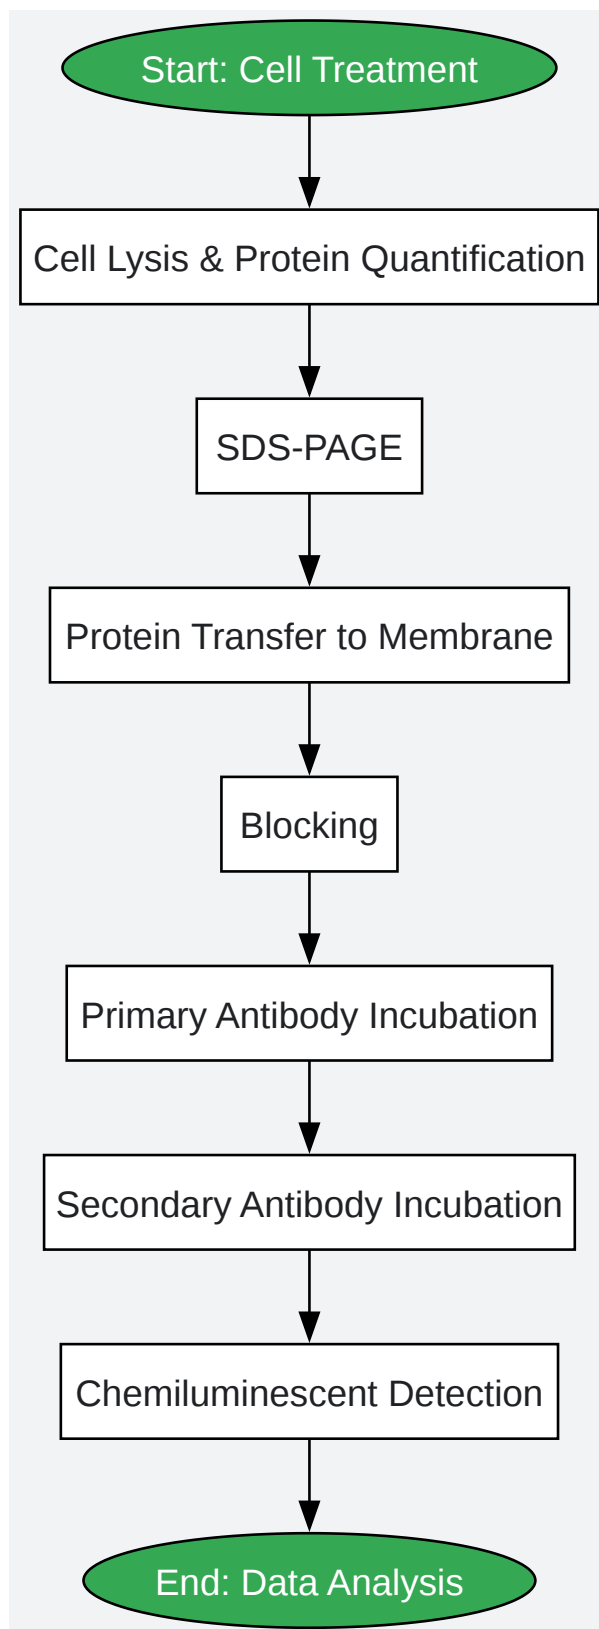 Start: Cell Treatment
Cell Lysis & Protein Quantification
SDS-PAGE
Protein Transfer to Membrane
Blocking
Primary Antibody Incubation
Secondary Antibody Incubation
Chemiluminescent Detection
End: Data Analysis